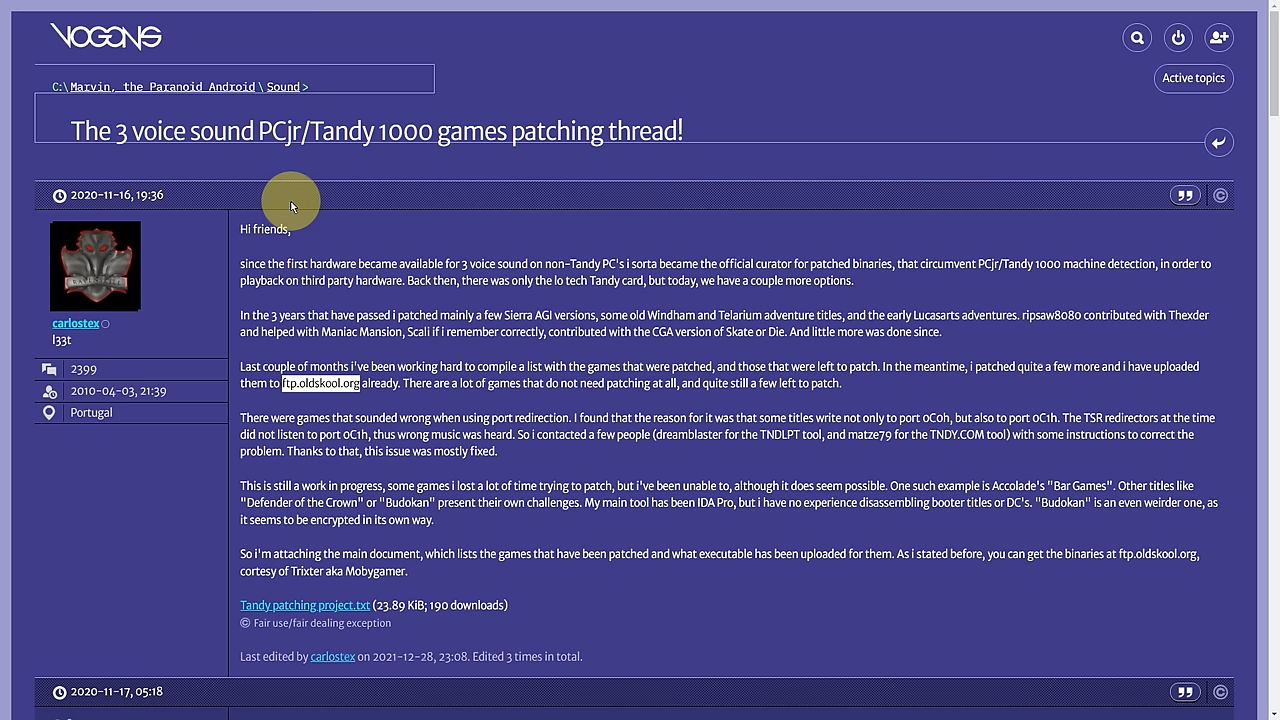 VOGONS
C:\Marvin, the Paranoid Android\Sound>
Active topics
The 3 voice sound PCjr/Tandy 1000 games patching thread!
2020-11-16, 19:36
Hi friends,
since the first hardware became available for 3 voice sound on non-Tandy PC's i sorta became the official curator for patched binaries, that circumvent PCjr/Tandy 1000 machine detection, in order to
playback on third party hardware. Back then, there was only the lo tech Tandy card, but today, we have a couple more options.
carlostex
l33t
2399
2010-04-03, 21:39
Portugal
In the 3 years that have passed i patched mainly a few Sierra AGI versions, some old Windham and Telarium adventure titles, and the early Lucasarts adventures. ripsaw8080 contributed with Thexder
and helped with Maniac Mansion, Scali if i remember correctly, contributed with the CGA version of Skate or Die. And little more was done since.
Last couple of months i've been working hard to compile a list with the games that were patched, and those that were left to patch. In the meantime, i patched quite a few more and i have uploaded
them to ftp.oldskool.org already. There are a lot of games that do not need patching at all, and quite still a few left to patch.
There were games that sounded wrong when using port redirection. I found that the reason for it was that some titles write not only to port 0C0h, but also to port 0C1h. The TSR redirectors at the time
did not listen to port 0C1h, thus wrong music was heard. So i contacted a few people (dreamblaster for the TNDLPT tool, and matze79 for the TNDY.COM tool) with some instructions to correct the
problem. Thanks to that, this issue was mostly fixed.
This is still a work in progress, some games i lost a lot of time trying to patch, but i've been unable to, although it does seem possible. One such example is Accolade's "Bar Games". Other titles like
"Defender of the Crown" or "Budokan" present their own challenges. My main tool has been IDA Pro, but i have no experience disassembling booter titles or DC's. "Budokan" is an even weirder one, as
it seems to be encrypted in its own way.
So i'm attaching the main document, which lists the games that have been patched and what executable has been uploaded for them. As i stated before, you can get the binaries at ftp.oldskool.org,
cortesy of Trixter aka Mobygamer.
Tandy patching project.txt (23.89 KiB; 190 downloads)
© Fair use/fair dealing exception
Last edited by carlostex on 2021-12-28, 23:08. Edited 3 times in total.
2020-11-17, 05:18